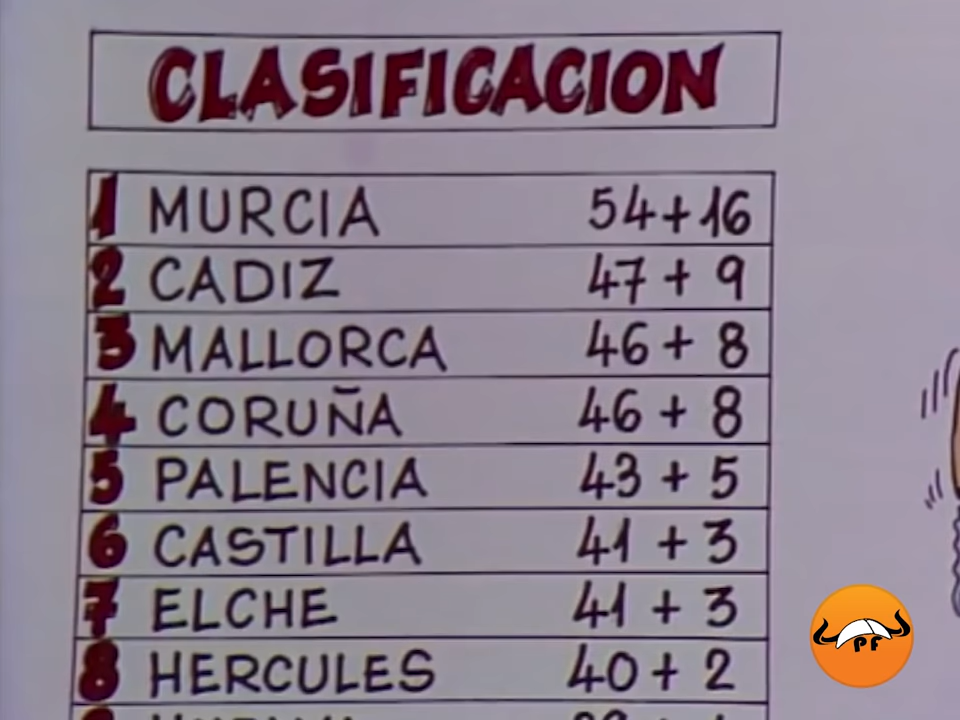 CLASIFICACION
1 MURCIA 54+16
2 CADIZ 47 + 9
3 MALLORCA 46 + 8
4 CORUÑA 46 + 8
5 PALENCIA 43 + 5
6 CASTILLA 41 + 3
7 ELCHE 41 + 3
8 HERCULES 40 + 2
PF